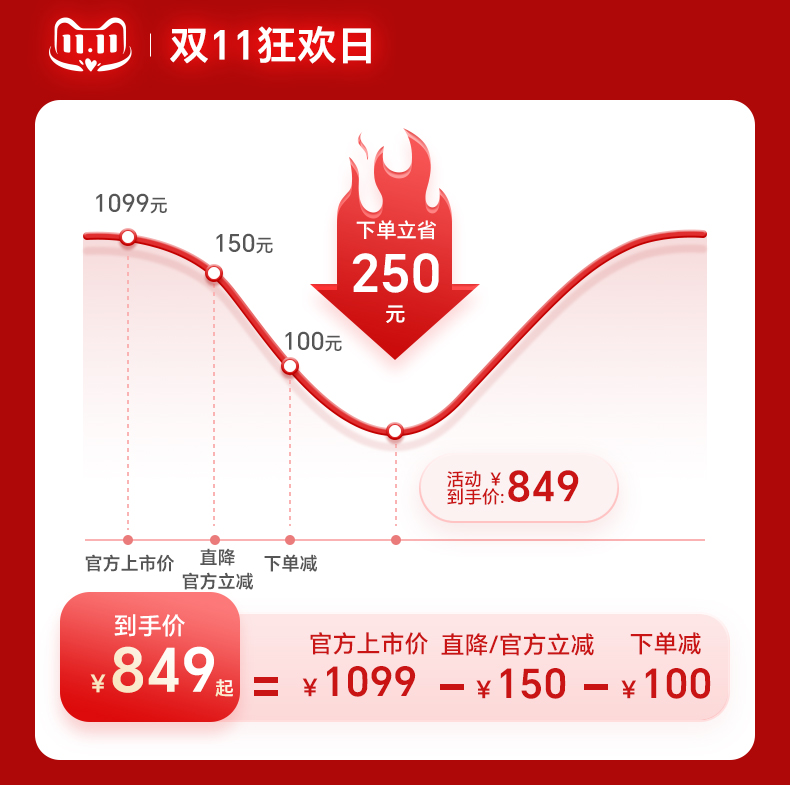 11.11
双11狂欢日
1099元
150元
100元
下单立省
250
元
活动 ¥849
到手价:
官方上市价
直降
官方立减
下单减
到手价
¥849起
=
官方上市价 直降/官方立减 下单减
¥1099 - ¥150 - ¥100